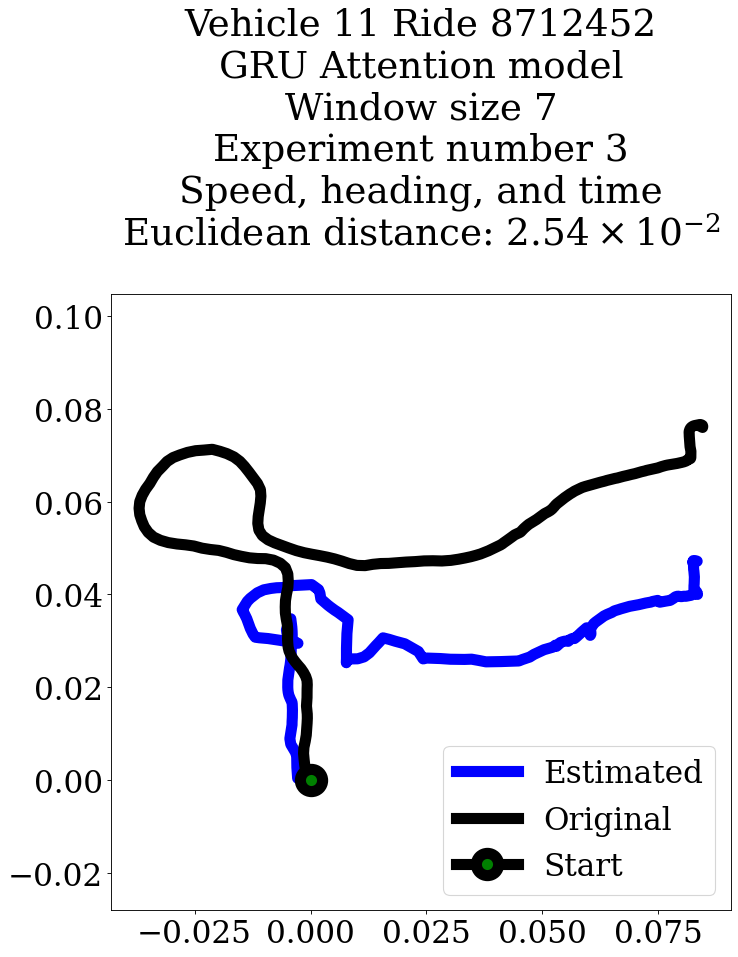 Vehicle 11 Ride 8712452
GRU Attention model
Window size 7
Experiment number 3
Speed, heading, and time
Euclidean distance: 2.54 × 10⁻²
0.10
0.08
0.06
0.04
0.02
0.00
−0.02
Estimated
Original
Start
−0.025 0.000 0.025 0.050 0.075